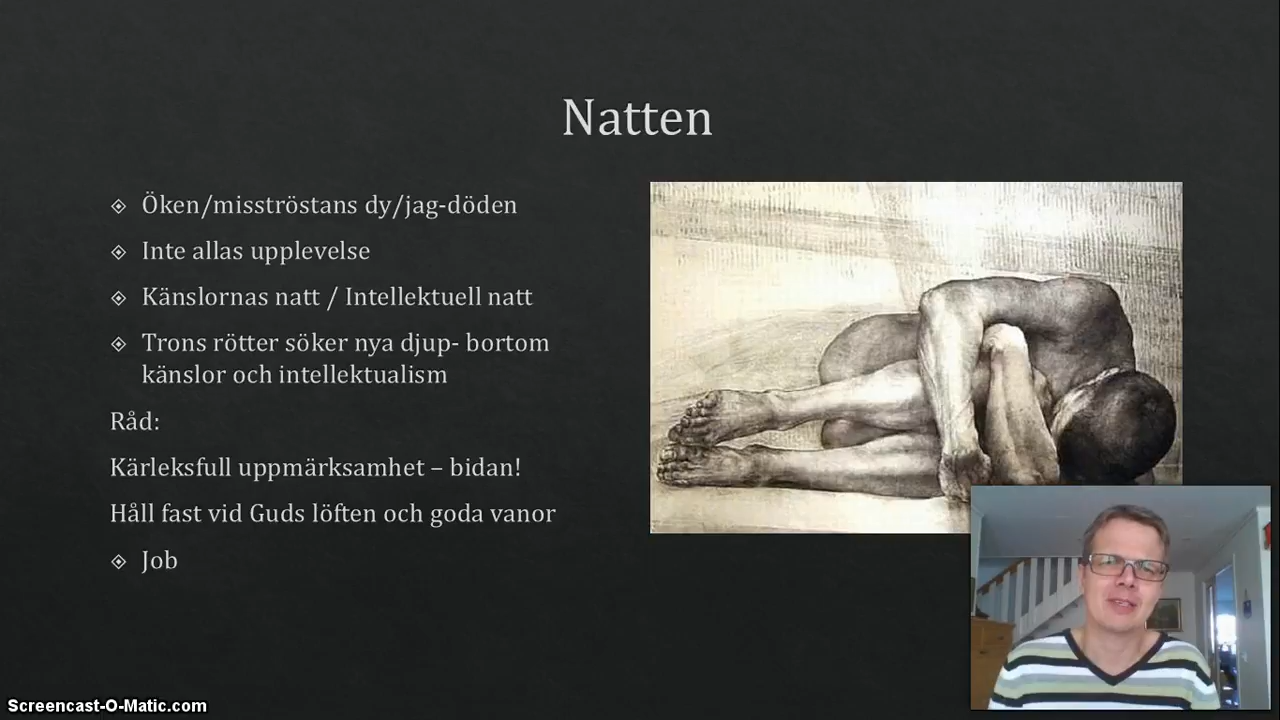 Natten
Öken/misströstans dy/jag-döden
Inte allas upplevelse
Känslornas natt / Intellektuell natt
Trons rötter söker nya djup- bortom
känslor och intellektualism
Råd:
Kärleksfull uppmärksamhet – bidan!
Håll fast vid Guds löften och goda vanor
Job
Screencast-O-Matic.com